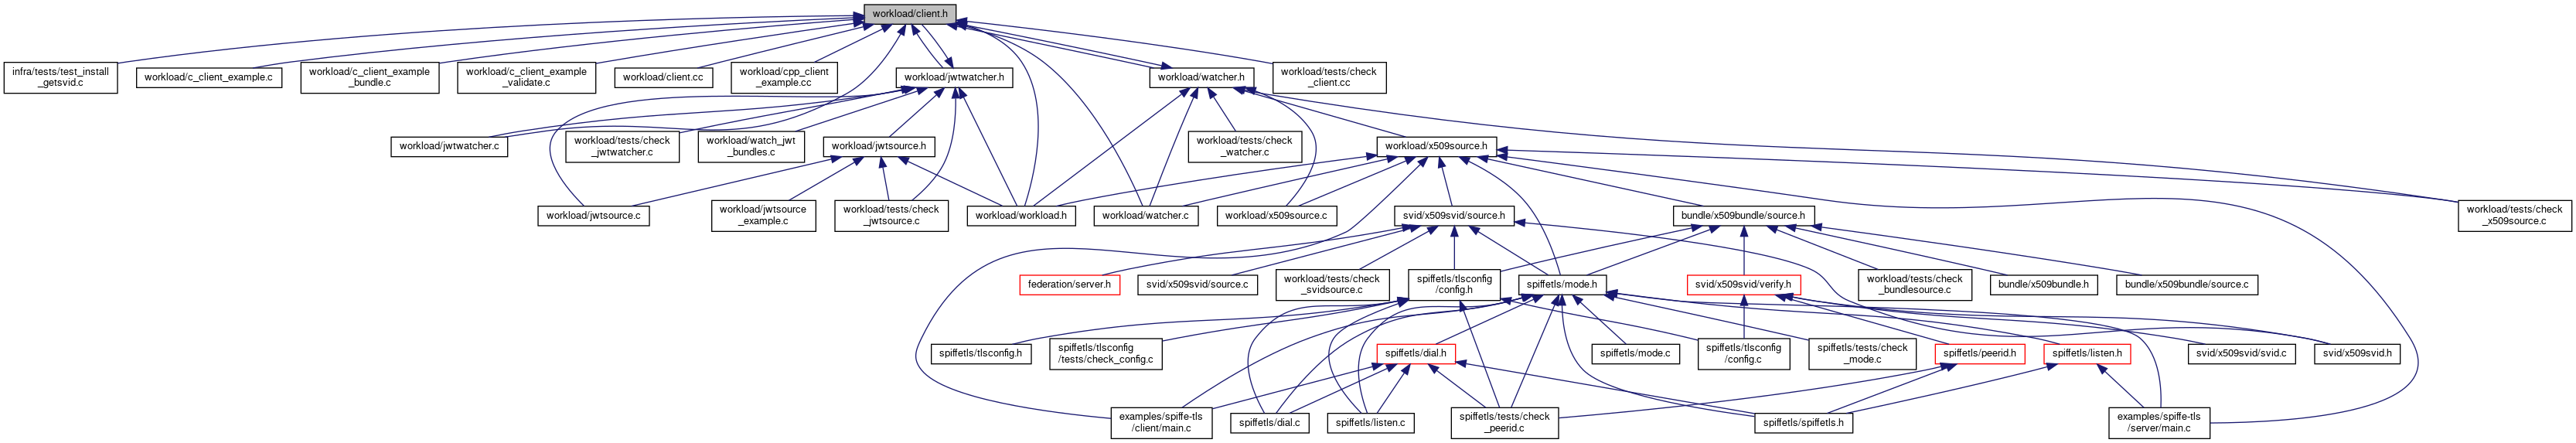 workload/client.h
infra/tests/test_install
_getsvid.c
workload/c_client_example.c
workload/c_client_example
_bundle.c
workload/c_client_example
_validate.c
workload/client.cc
workload/cpp_client
_example.cc
workload/jwtwatcher.h
workload/watcher.h
workload/tests/check
_client.cc
workload/jwtwatcher.c
workload/tests/check
_jwtwatcher.c
workload/watch_jwt
_bundles.c
workload/jwtsource.h
workload/tests/check
_watcher.c
workload/x509source.h
workload/jwtsource.c
workload/jwtsource
_example.c
workload/tests/check
_jwtsource.c
workload/workload.h
workload/watcher.c
workload/x509source.c
svid/x509svid/source.h
bundle/x509bundle/source.h
workload/tests/check
_x509source.c
federation/server.h
svid/x509svid/source.c
workload/tests/check
_svidsource.c
spiffetls/tlsconfig
/config.h
spiffetls/mode.h
svid/x509svid/verify.h
workload/tests/check
_bundlesource.c
bundle/x509bundle.h
bundle/x509bundle/source.c
spiffetls/tlsconfig.h
spiffetls/tlsconfig
/tests/check_config.c
spiffetls/dial.h
spiffetls/mode.c
spiffetls/tlsconfig
/config.c
spiffetls/tests/check
_mode.c
spiffetls/peerid.h
spiffetls/listen.h
svid/x509svid/svid.c
svid/x509svid.h
examples/spiffe-tls
/client/main.c
spiffetls/dial.c
spiffetls/listen.c
spiffetls/tests/check
_peerid.c
spiffetls/spiffetls.h
examples/spiffe-tls
/server/main.c